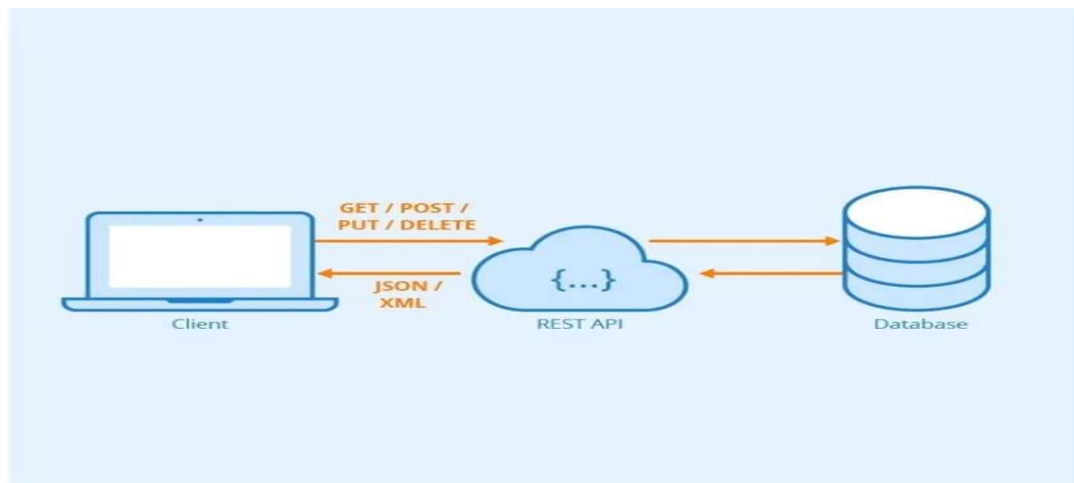 GET / POST /
PUT / DELETE
JSON /
XML
{...}
Client
REST API
Database